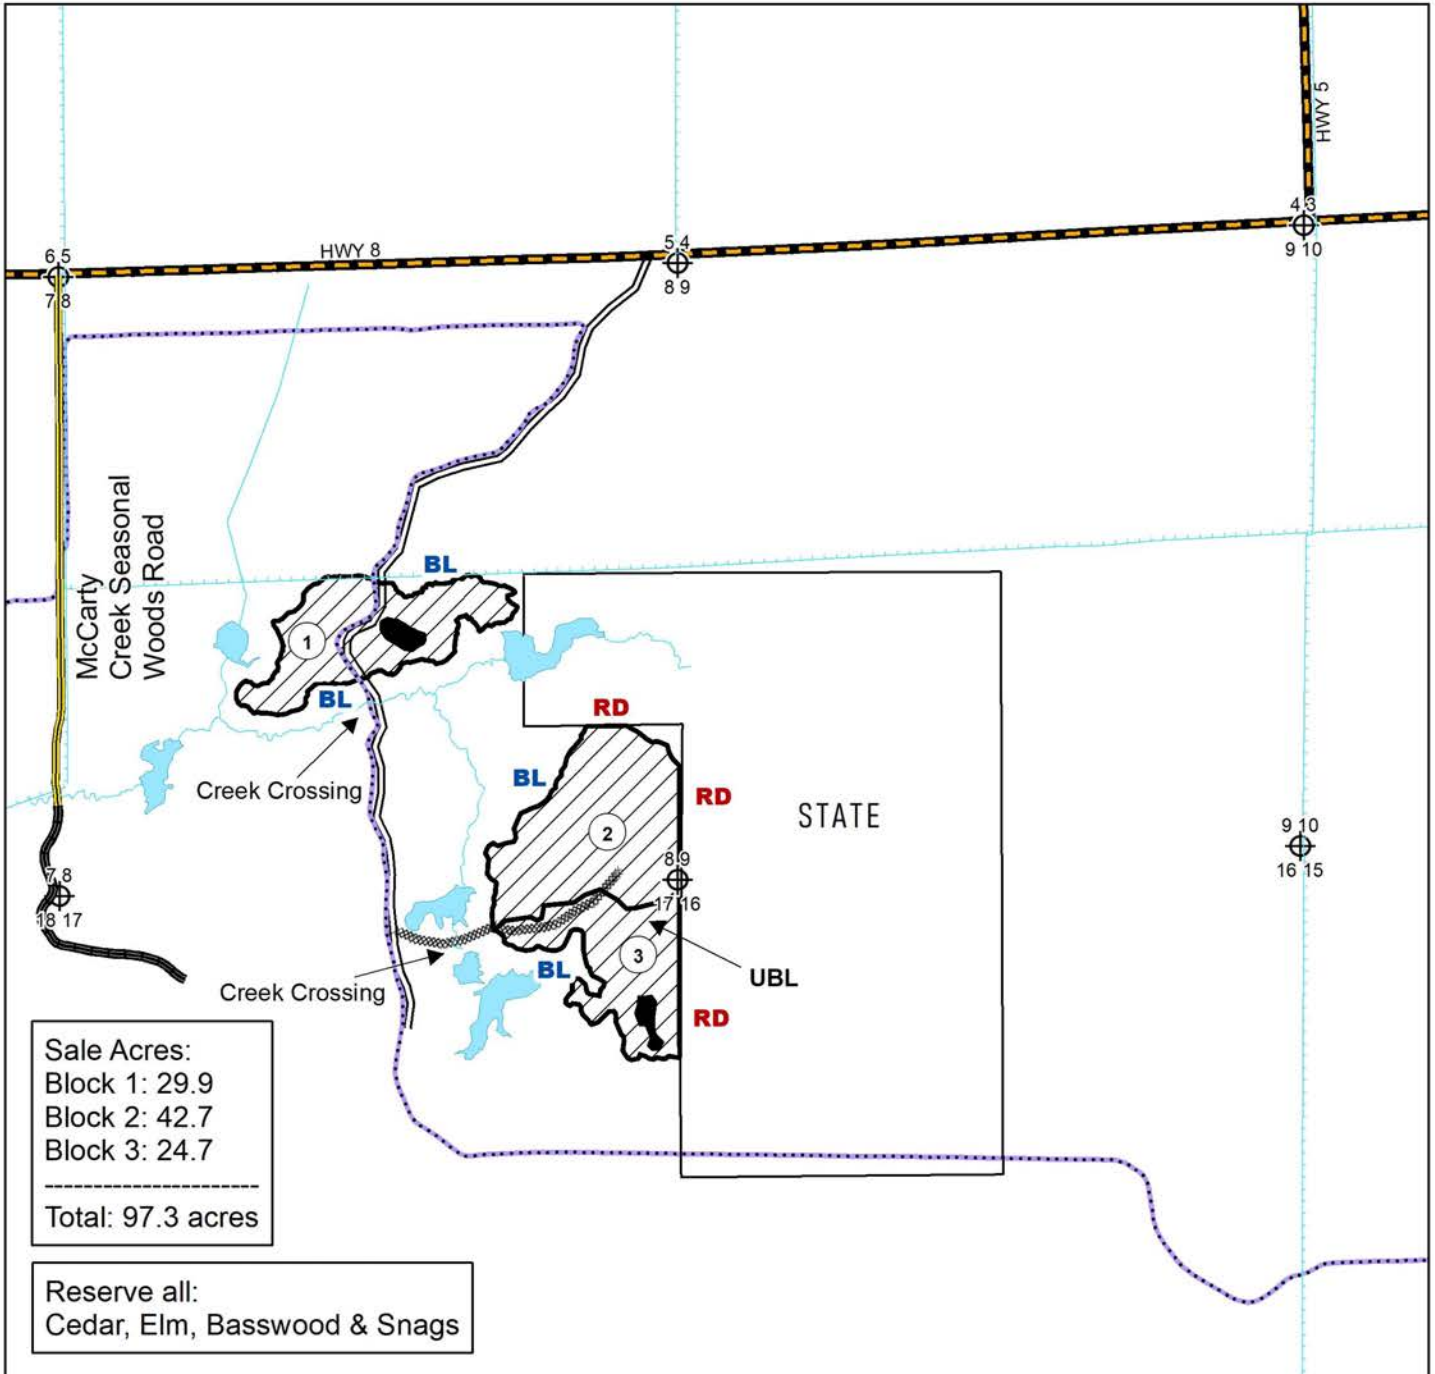 HWY 5
4 3
9 10
HWY 8
6 5
7 8
5 4
8 9
McCarty
Creek Seasonal
Woods Road
BL
1
BL
RD
Creek Crossing
BL
RD
STATE
2
9 10
16 15
8 9
17 16
7 8
18 17
3
BL
UBL
Creek Crossing
RD
Sale Acres:
Block 1: 29.9
Block 2: 42.7
Block 3: 24.7
----------------------
Total: 97.3 acres
Reserve all:
Cedar, Elm, Basswood & Snags